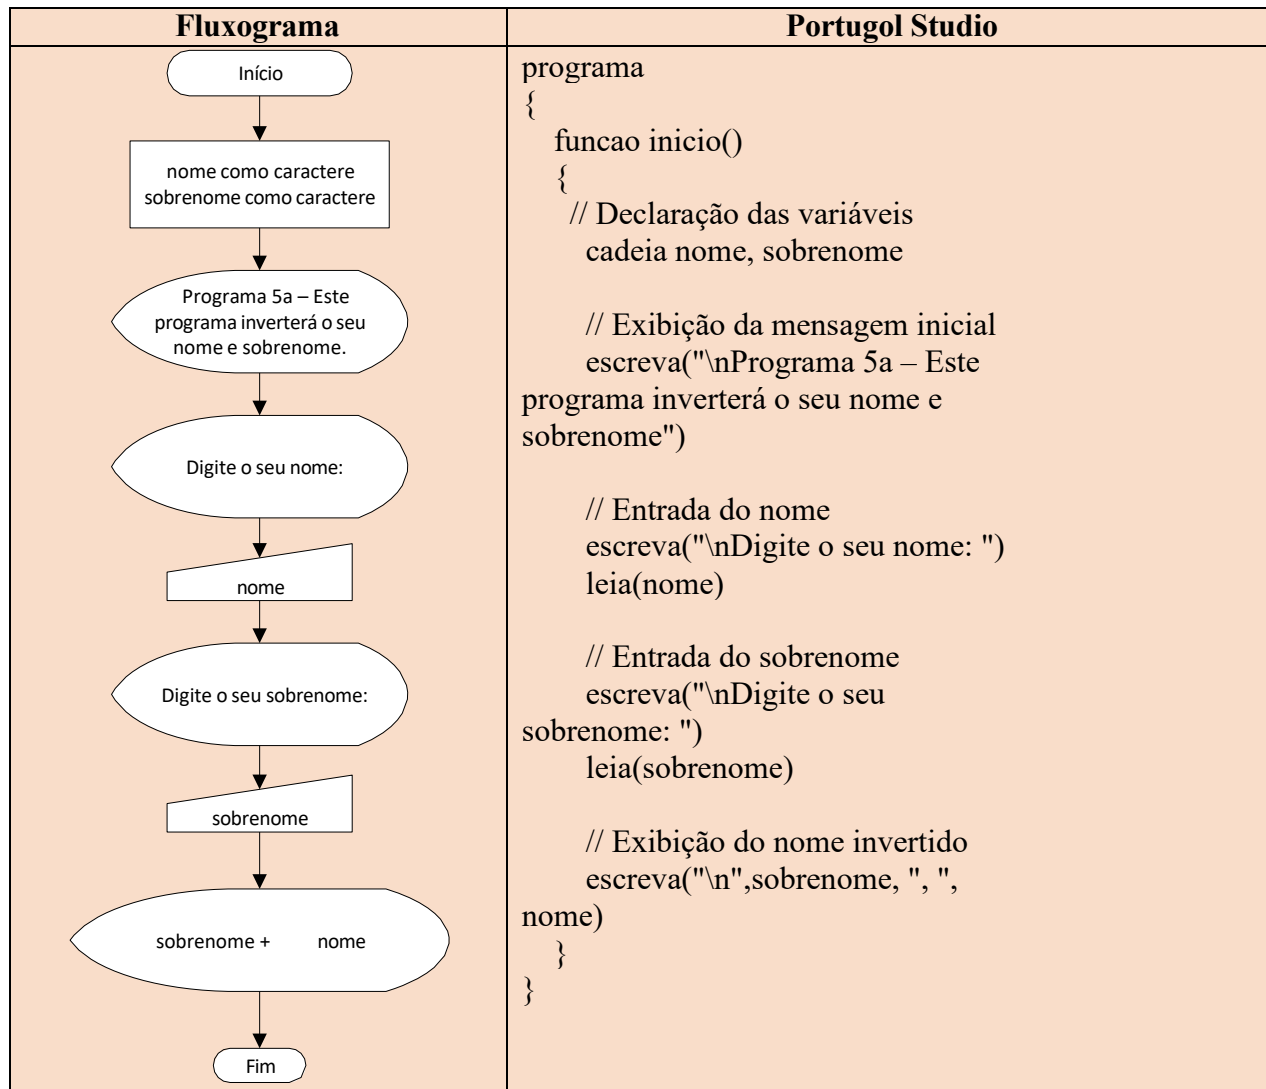 Fluxograma
Início
nome como caractere
sobrenome como caractere
Programa 5a – Este
programa inverterá o seu
nome e sobrenome.
Digite o seu nome:
nome
Digite o seu sobrenome:
sobrenome
sobrenome + nome
Fim
Portugol Studio
programa
{
funcao inicio()
{
// Declaração das variáveis
cadeia nome, sobrenome
// Exibição da mensagem inicial
escreva("\nPrograma 5a – Este
programa inverterá o seu nome e
sobrenome")
// Entrada do nome
escreva("\nDigite o seu nome: ")
leia(nome)
// Entrada do sobrenome
escreva("\nDigite o seu
sobrenome: ")
leia(sobrenome)
// Exibição do nome invertido
escreva("\n",sobrenome, ", ",
nome)
}
}